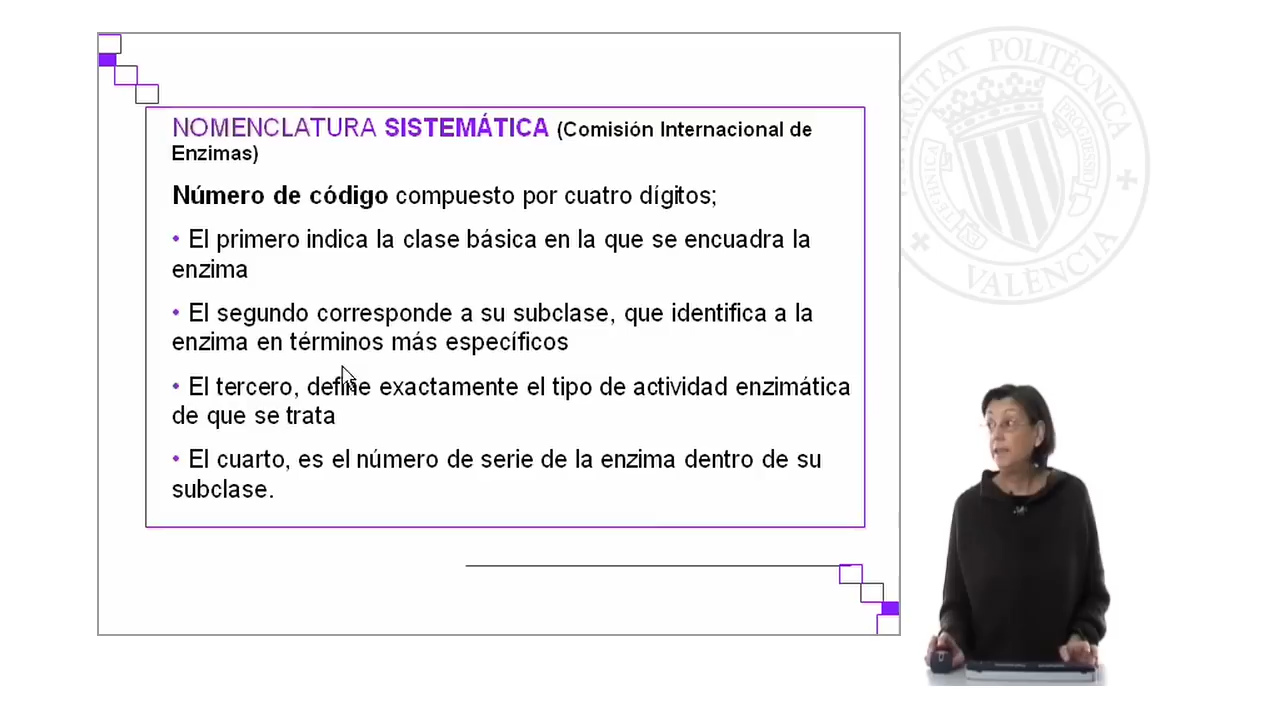 NOMENCLATURA SISTEMÁTICA (Comisión Internacional de
Enzimas)
Número de código compuesto por cuatro dígitos;
• El primero indica la clase básica en la que se encuadra la
enzima
• El segundo corresponde a su subclase, que identifica a la
enzima en términos más específicos
• El tercero, define exactamente el tipo de actividad enzimática
de que se trata
• El cuarto, es el número de serie de la enzima dentro de su
subclase.
POLITÈCNICA
VALÈNCIA